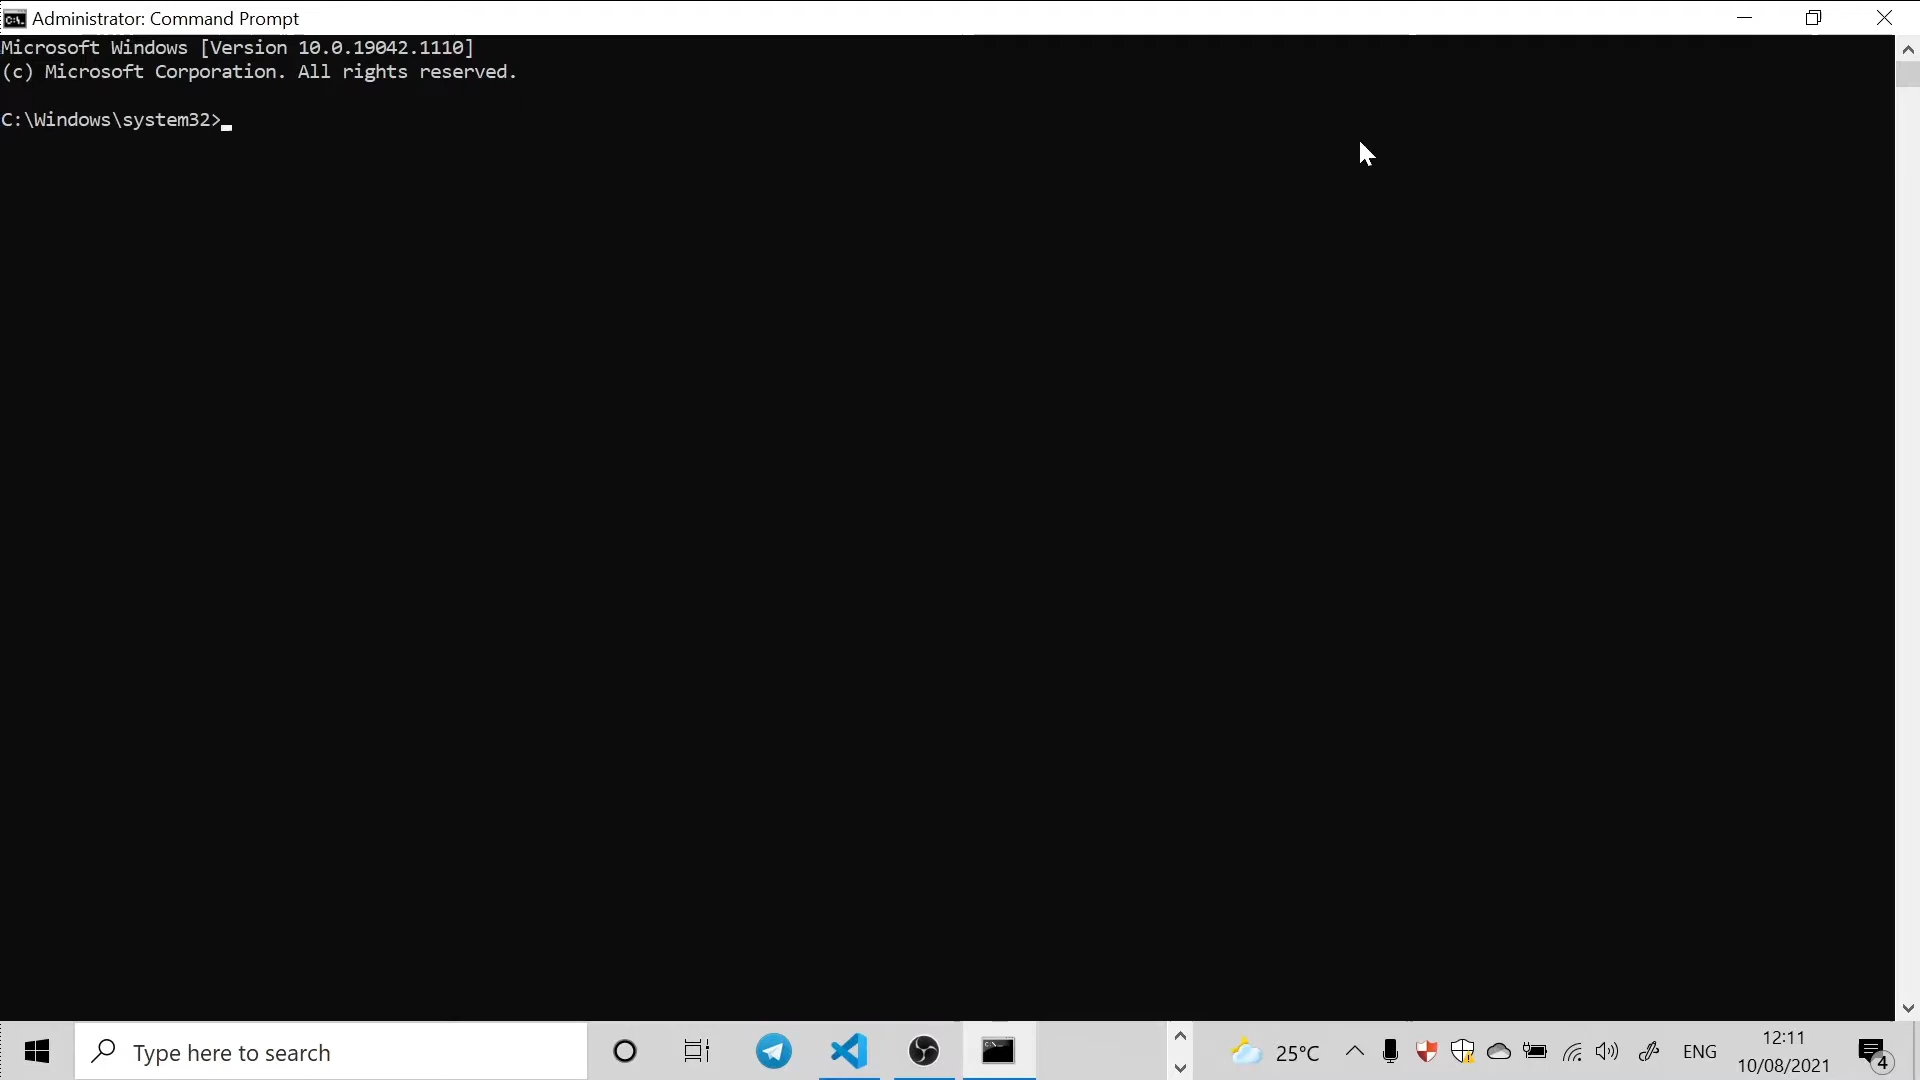 Administrator: Command Prompt
Microsoft Windows [Version 10.0.19042.1110]
(c) Microsoft Corporation. All rights reserved.
C:\Windows\system32>
Type here to search
25°C
ENG
12:11
10/08/2021
4